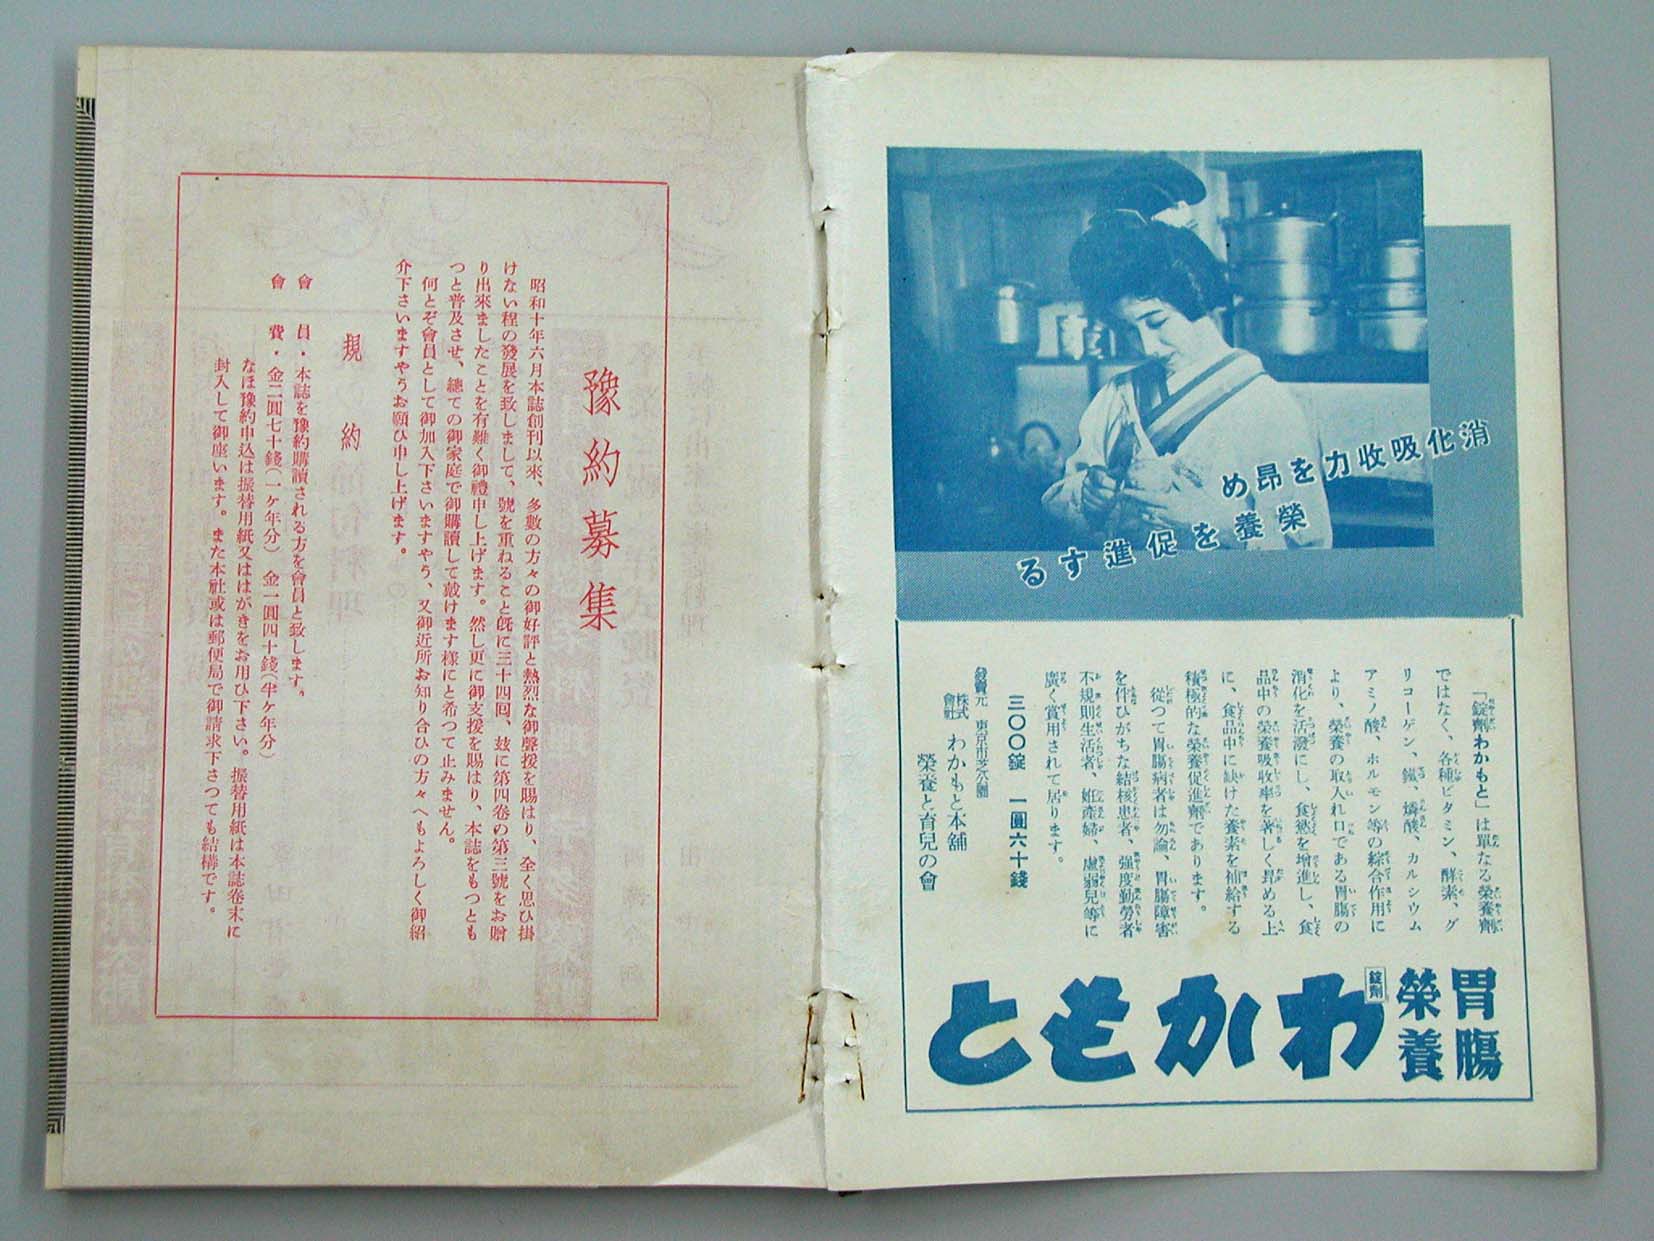 消化吸收力を昂め
榮養を促進する
「錠劑わかもと」は單なる榮養劑
ではなく、各種ビタミン、酵素、グ
リコーゲン、鐵、燐酸、カルシウム
アミノ酸、ホルモン等の綜合作用に
より、榮養の取入れ口である胃腸の
消化を活潑にし、食慾を增進し、食
品中の榮養吸收率を著しく昻める上
に、食品中に缺けた養素を補給する
積極的な榮養促進劑であります。
從つて胃腸病者は勿論、胃腸障害
を伴ひがちな結核患者、强度勤勞者
不規則生活者、姙產婦、虛弱兒等に
廣く賞用されて居ります。
三〇〇錠 一圓六十錢
發賣元 東京市芝公園
株式會社 わかもと本舖
榮養と育兒の會
胃腸
榮養
錠劑
わかもと
豫約募集
昭和十年六月本誌創刊以來、多數の方々の御好評と熱烈な御聲援を賜はり、全く思ひ掛
けない程の發展を致しまして、號を重ねること既に三十四囘、玆に第四卷の第三號をお贈
り出來ましたことを有難く御禮申し上げます。然し更に御支援を賜はり、本誌をもつとも
つと普及させ、總ての御家庭で御購讀して戴けます樣にと希つて止みません。
何とぞ會員として御加入下さいますやう、又御近所お知り合ひの方々へもよろしく御紹
介下さいますやうお願ひ申し上げます。
規約
會員・本誌を豫約購讀される方を會員と致します。
會費・金二圓七十錢(一ケ年分) 金一圓四十錢(半ケ年分)
なほ豫約申込は振替用紙又ははがきをお用ひ下さい。振替用紙は本誌卷末に
封入して御座います。また本社或は郵便局で御請求下さつても結構です。